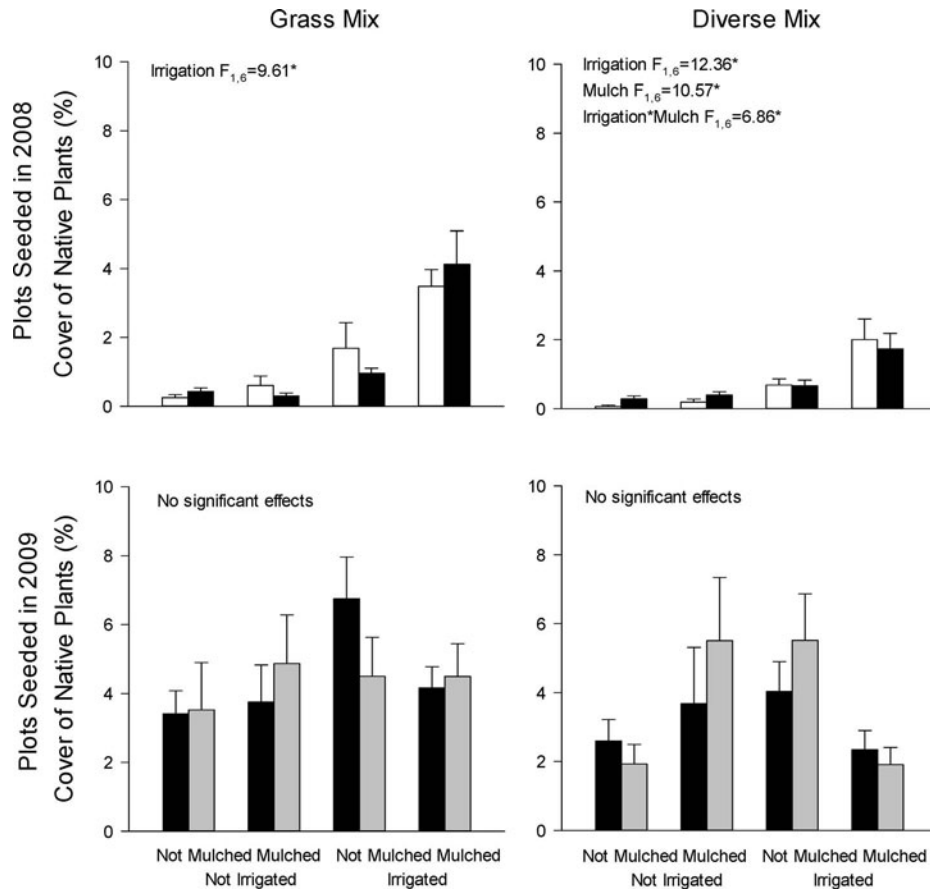 Grass Mix
Diverse Mix
Plots Seeded in 2008
Cover of Native Plants (%)
10
8
6
4
2
0
Irrigation F1,6=9.61*
10
8
6
4
2
0
Irrigation F1,6=12.36*
Mulch F1,6=10.57*
Irrigation*Mulch F1,6=6.86*
Plots Seeded in 2009
Cover of Native Plants (%)
10
8
6
4
2
0
No significant effects
Not Mulched Mulched Not Mulched Mulched
Not Irrigated Irrigated
10
8
6
4
2
0
No significant effects
Not Mulched Mulched Not Mulched Mulched
Not Irrigated Irrigated